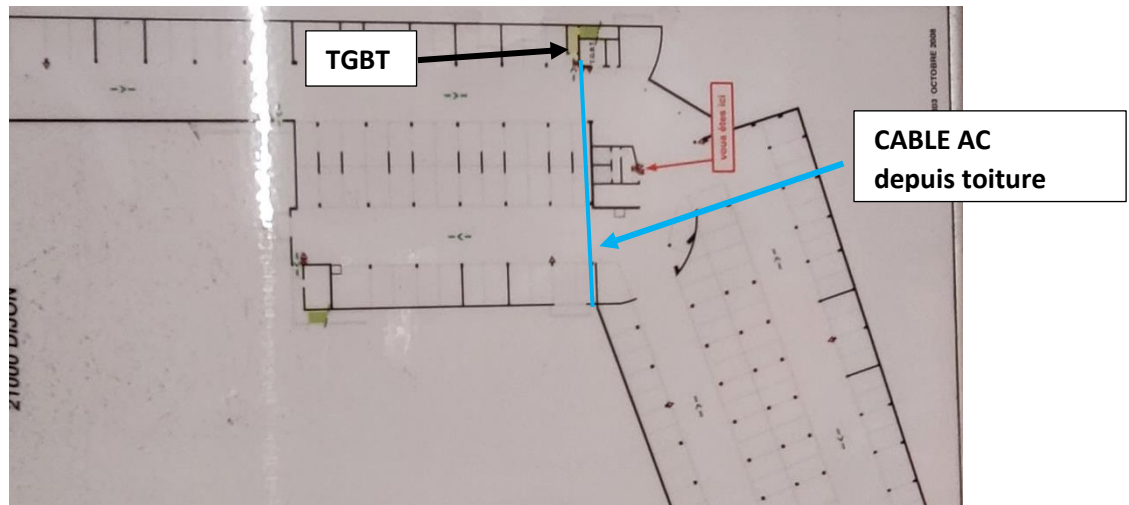 TGBT
T.G.B.T
CABLE AC
depuis toiture
vous êtes ici
OCTOBRE 2008
21000 DIJON